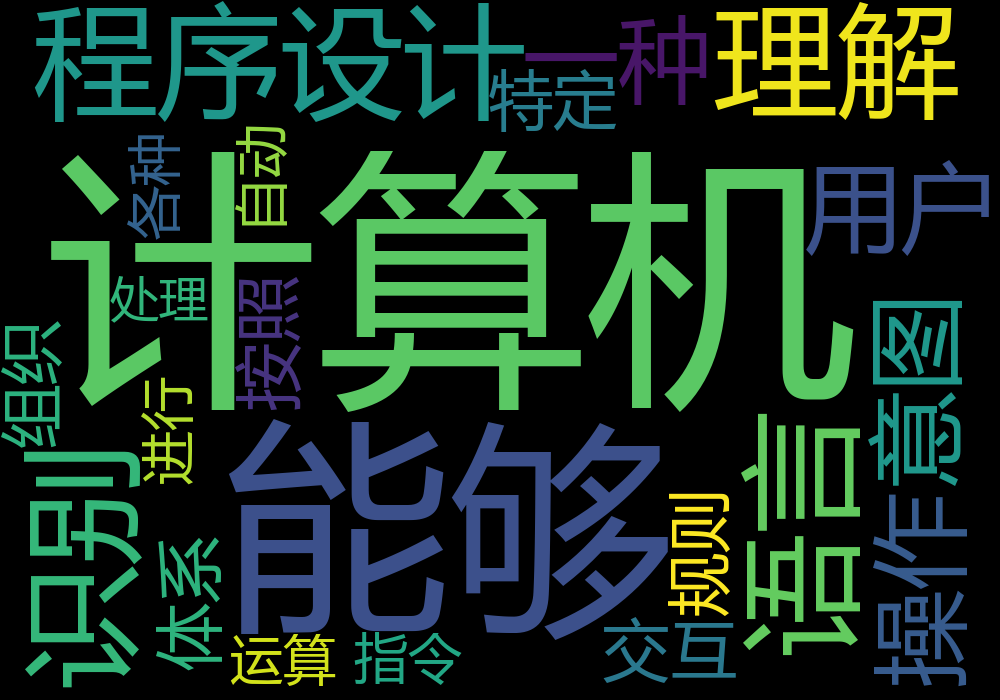 程序设计
一种
理解
特定
各种
自动
计算机
用户
处理
按照
组织
进行
意图
识别
能够
语言
规则
操作
体系
运算
指令
交互